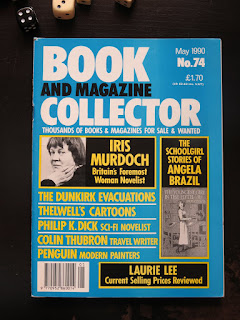 BOOK
AND MAGAZINE
COLLECTOR
May 1990
No.74
£1.70
THOUSANDS OF BOOKS & MAGAZINES FOR SALE & WANTED
IRIS
MURDOCH
Britain's Foremost
Woman Novelist
THE
SCHOOLGIRL
STORIES OF
ANGELA
BRAZIL
THE DUNKIRK EVACUATIONS
THELWELL'S CARTOONS
PHILIP K. DICK SCI-FI NOVELIST
COLIN THUBRON TRAVEL WRITER
PENGUIN MODERN PAINTERS
LAURIE LEE
Current Selling Prices Reviewed